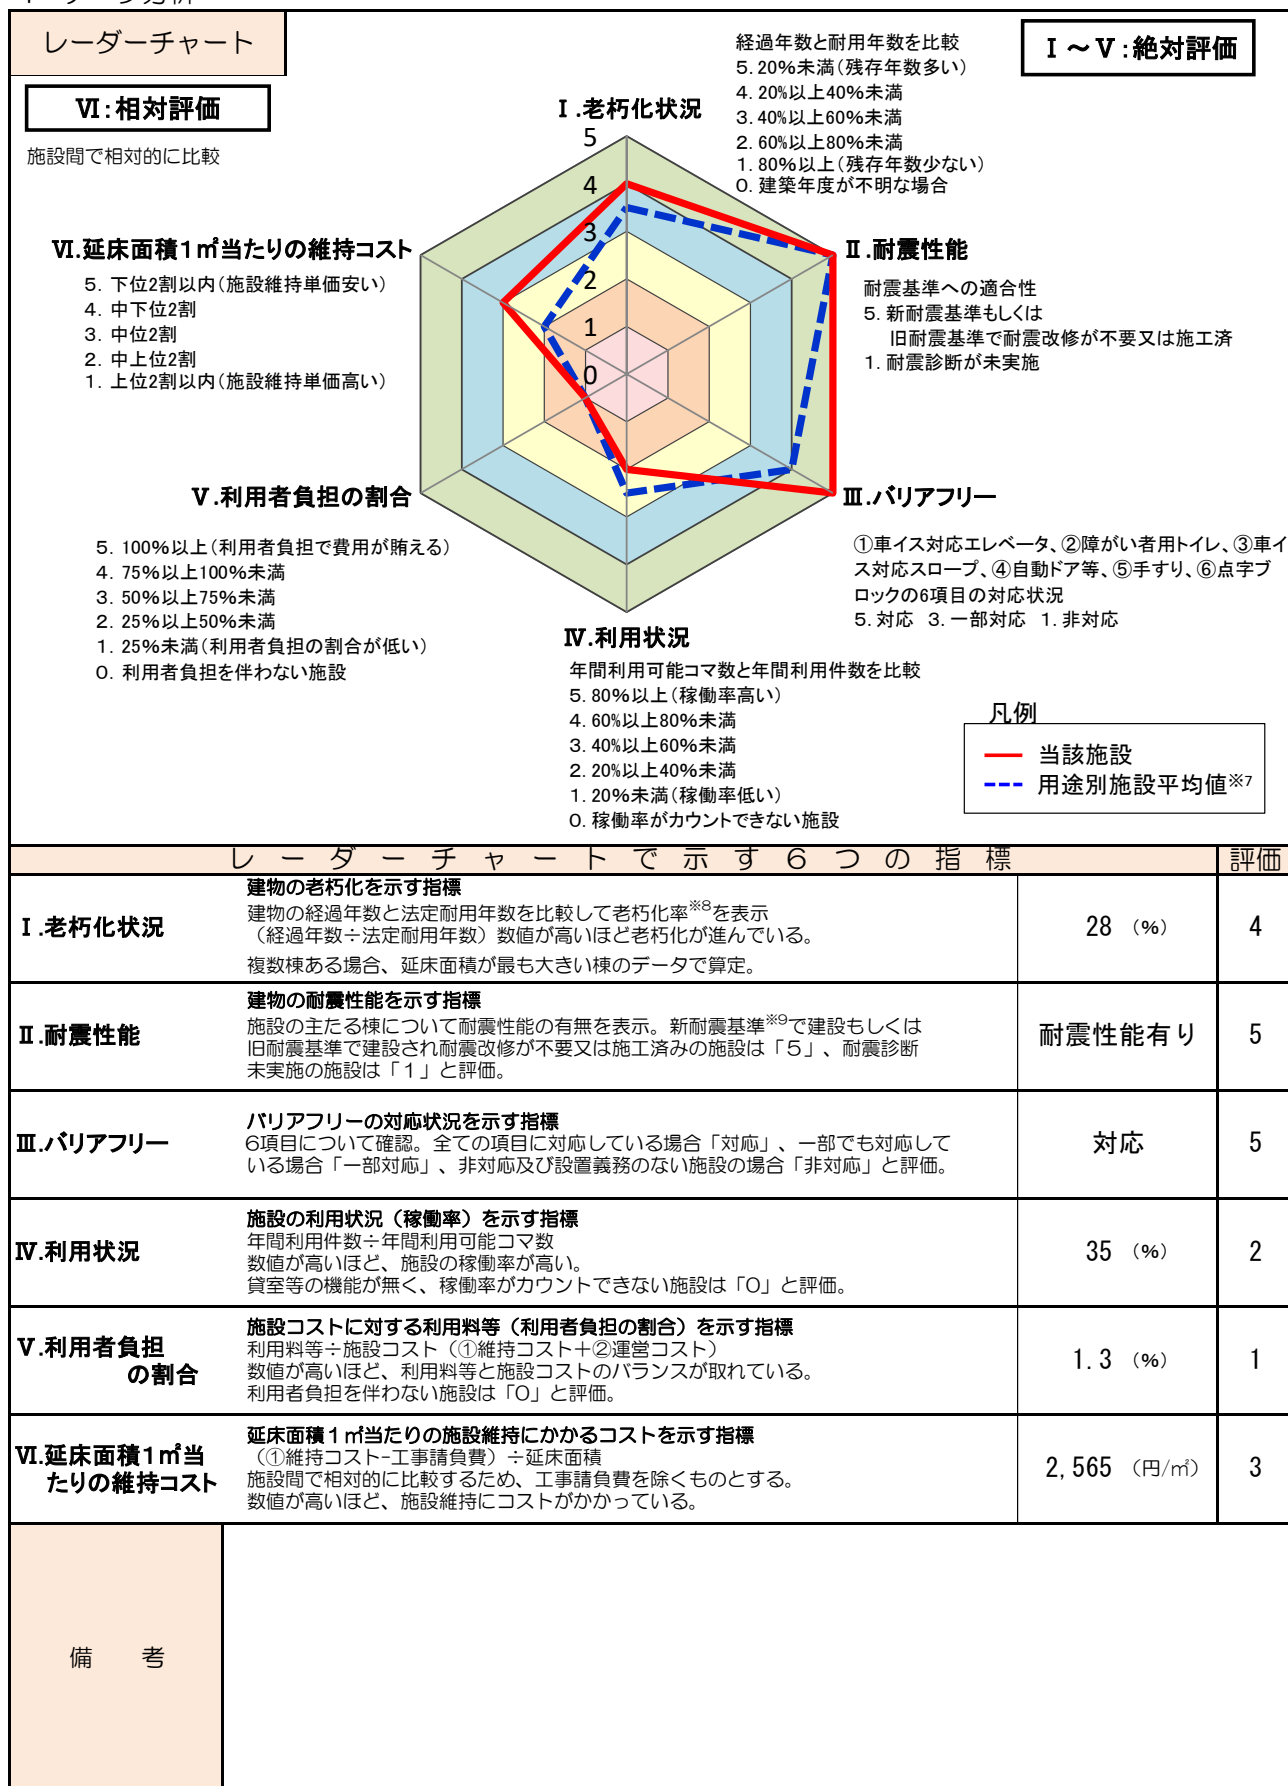 レーダーチャート
Ⅵ:相対評価
施設間で相対的に比較
Ⅰ～Ⅴ:絶対評価
Ⅰ.老朽化状況
経過年数と耐用年数を比較
5. 20%未満(残存年数多い)
4. 20%以上40%未満
3. 40%以上60%未満
2. 60%以上80%未満
1. 80%以上(残存年数少ない)
0. 建築年度が不明な場合
5
4
3
2
1
0
Ⅱ.耐震性能
耐震基準への適合性
5. 新耐震基準もしくは
旧耐震基準で耐震改修が不要又は施工済
1. 耐震診断が未実施
Ⅵ.延床面積1㎡当たりの維持コスト
5. 下位2割以内(施設維持単価安い)
4. 中下位2割
3. 中位2割
2. 中上位2割
1. 上位2割以内(施設維持単価高い)
Ⅲ.バリアフリー
①車イス対応エレベータ、②障がい者用トイレ、③車イ
ス対応スロープ、④自動ドア等、⑤手すり、⑥点字ブ
ロックの6項目の対応状況
5. 対応 3. 一部対応 1. 非対応
Ⅴ.利用者負担の割合
5. 100%以上(利用者負担で費用が賄える)
4. 75%以上100%未満
3. 50%以上75%未満
2. 25%以上50%未満
1. 25%未満(利用者負担の割合が低い)
0. 利用者負担を伴わない施設
Ⅳ.利用状況
年間利用可能コマ数と年間利用件数を比較
5. 80%以上(稼働率高い)
4. 60%以上80%未満
3. 40%以上60%未満
2. 20%以上40%未満
1. 20%未満(稼働率低い)
0. 稼働率がカウントできない施設
凡例
当該施設
用途別施設平均値※7
レーダーチャートで示す6つの指標 評価
Ⅰ.老朽化状況
建物の老朽化を示す指標
建物の経過年数と法定耐用年数を比較して老朽化率※8を表示
(経過年数÷法定耐用年数)数値が高いほど老朽化が進んでいる。
複数棟ある場合、延床面積が最も大きい棟のデータで算定。
28 (%) 4
Ⅱ.耐震性能
建物の耐震性能を示す指標
施設の主たる棟について耐震性能の有無を表示。新耐震基準※9で建設もしくは
旧耐震基準で建設され耐震改修が不要又は施工済みの施設は「5」、耐震診断
未実施の施設は「1」と評価。
耐震性能有り 5
Ⅲ.バリアフリー
バリアフリーの対応状況を示す指標
6項目について確認。全ての項目に対応している場合「対応」、一部でも対応して
いる場合「一部対応」、非対応及び設置義務のない施設の場合「非対応」と評価。
対応 5
Ⅳ.利用状況
施設の利用状況(稼働率)を示す指標
年間利用件数÷年間利用可能コマ数
数値が高いほど、施設の稼働率が高い。
貸室等の機能が無く、稼働率がカウントできない施設は「0」と評価。
35 (%) 2
Ⅴ.利用者負担
の割合
施設コストに対する利用料等(利用者負担の割合)を示す指標
利用料等÷施設コスト(①維持コスト+②運営コスト)
数値が高いほど、利用料等と施設コストのバランスが取れている。
利用者負担を伴わない施設は「0」と評価。
1.3 (%) 1
Ⅵ.延床面積1㎡当
たりの維持コスト
延床面積1㎡当たりの施設維持にかかるコストを示す指標
(①維持コスト-工事請負費)÷延床面積
施設間で相対的に比較するため、工事請負費を除くものとする。
数値が高いほど、施設維持にコストがかかっている。
2,565 (円/㎡) 3
備 考